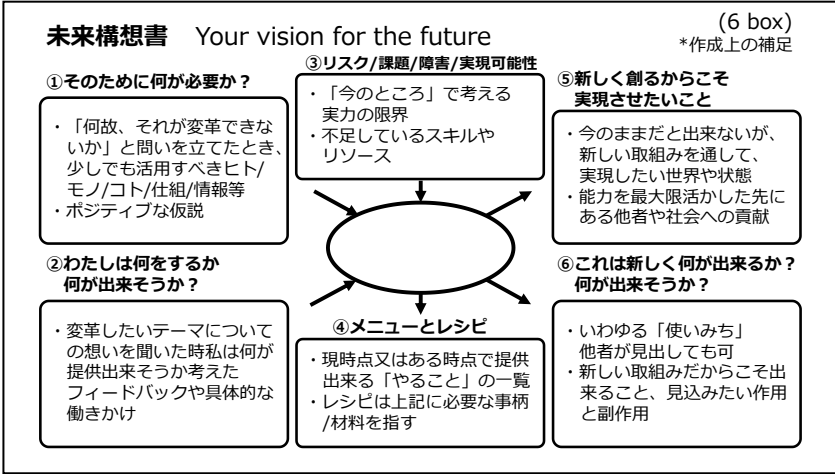 未来構想書 Your vision for the future
(6 box)
*作成上の補足
①そのために何が必要か？
・「何故、それが変革できな
いか」と問いを立てたとき、
少しでも活用すべきヒト/
モノ/コト/仕組/情報等
・ポジティブな仮説
②わたしは何をするか
何が出来そうか？
・変革したいテーマについて
の想いを聞いた時私は何が
提供出来そうか考えた
フィードバックや具体的な
働きかけ
③リスク/課題/障害/実現可能性
・「今のところ」で考える
実力の限界
・不足しているスキルや
リソース
④メニューとレシピ
・現時点又はある時点で提供
出来る「やること」の一覧
・レシピは上記に必要な事柄
/材料を指す
⑤新しく創るからこそ
実現させたいこと
・今のままだと出来ないが、
新しい取組みを通して、
実現したい世界や状態
・能力を最大限活かした先に
ある他者や社会への貢献
⑥これは新しく何が出来るか？
何が出来そうか？
・いわゆる「使いみち」
他者が見出しても可
・新しい取組みだからこそ出
来ること、見込みたい作用
と副作用